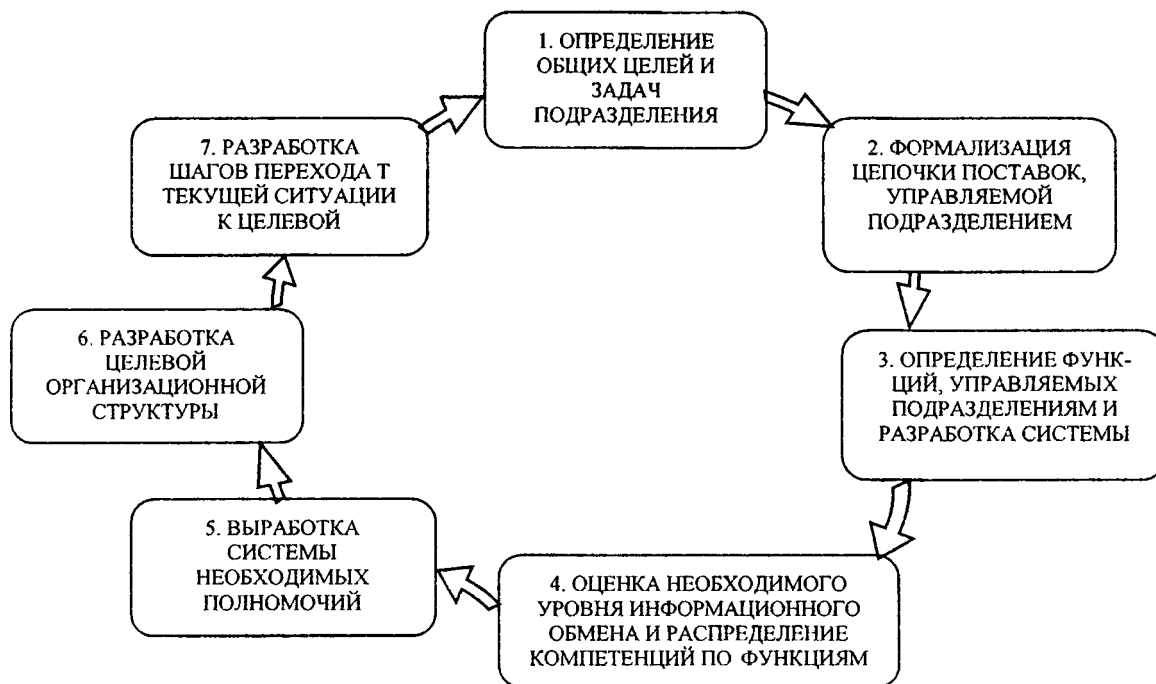 1. ОПРЕДЕЛЕНИЕ
ОБЩИХ ЦЕЛЕЙ И
ЗАДАЧ
ПОДРАЗДЕЛЕНИЯ
2. ФОРМАЛИЗАЦИЯ
ЦЕПОЧКИ ПОСТАВОК,
УПРАВЛЯЕМОЙ
ПОДРАЗДЕЛЕНИЕМ
3. ОПРЕДЕЛЕНИЕ ФУНК-
ЦИЙ, УПРАВЛЯЕМЫХ
ПОДРАЗДЕЛЕНИЯМ И
РАЗРАБОТКА СИСТЕМЫ
4. ОЦЕНКА НЕОБХОДИМОГО
УРОВНЯ ИНФОРМАЦИОННОГО
ОБМЕНА И РАСПРЕДЕЛЕНИЕ
КОМПЕТЕНЦИЙ ПО ФУНКЦИЯМ
5. ВЫРАБОТКА
СИСТЕМЫ
НЕОБХОДИМЫХ
ПОЛНОМОЧИЙ
6. РАЗРАБОТКА
ЦЕЛЕВОЙ
ОРГАНИЗАЦИОННОЙ
СТРУКТУРЫ
7. РАЗРАБОТКА
ШАГОВ ПЕРЕХОДА Т
ТЕКУЩЕЙ СИТУАЦИИ
К ЦЕЛЕВОЙ